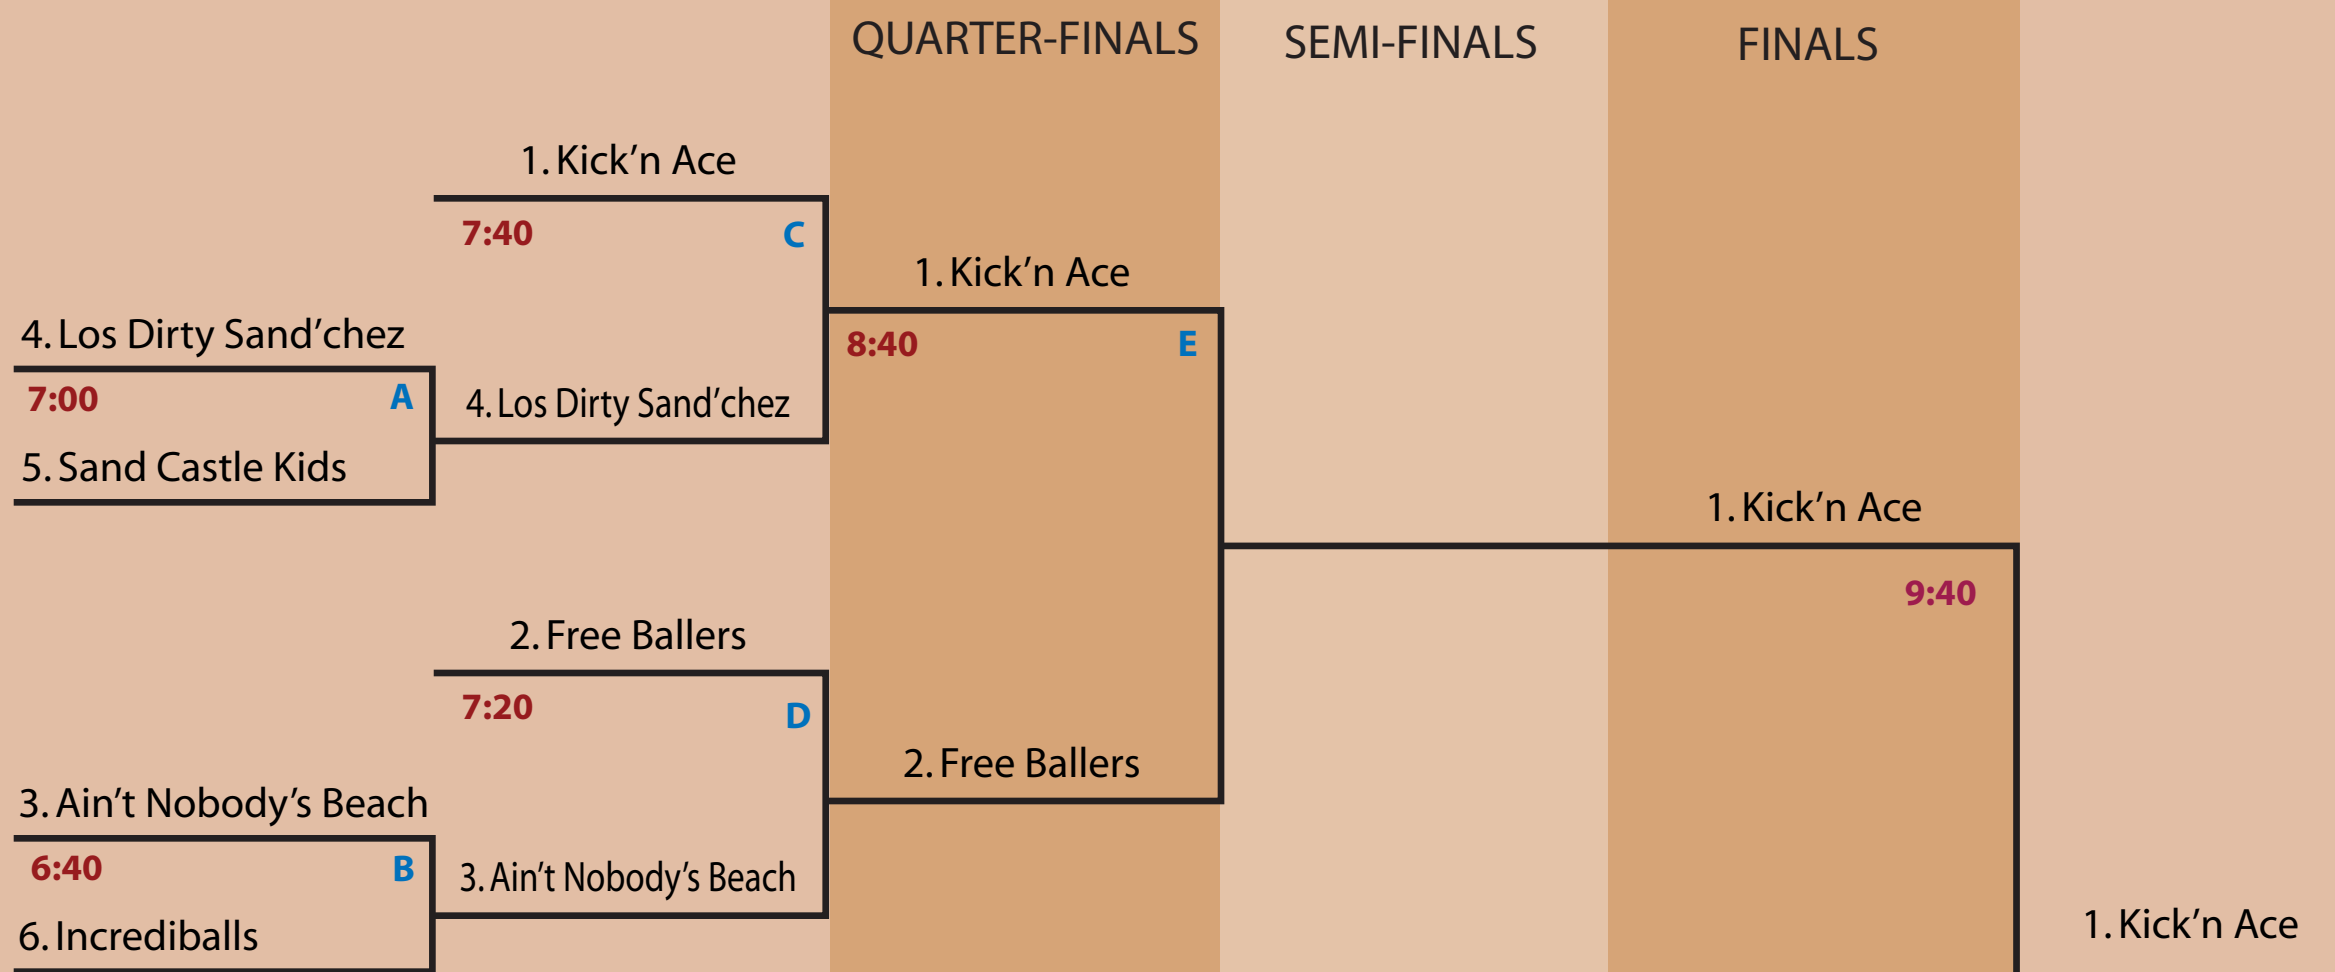 QUARTER-FINALS
SEMI-FINALS
FINALS
1. Kick’n Ace
7:40
C
1. Kick’n Ace
4. Los Dirty Sand’chez
8:40
E
7:00
A
4. Los Dirty Sand’chez
5. Sand Castle Kids
1. Kick’n Ace
9:40
2. Free Ballers
7:20
D
2. Free Ballers
3. Ain’t Nobody’s Beach
6:40
B
3. Ain’t Nobody’s Beach
6. Incrediballs
1. Kick’n Ace